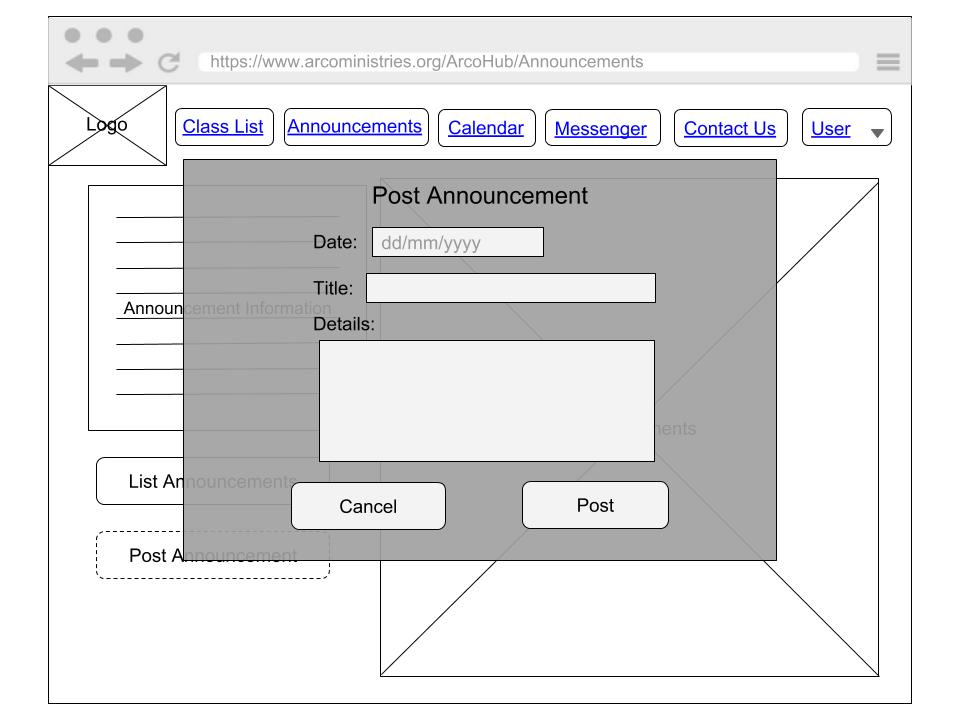 https://www.arcoministries.org/ArcoHub/Announcements
Logo
Class List
Announcements
Calendar
Messenger
Contact Us
User
Post Announcement
Date: dd/mm/yyyy
Title:
Details:
Announcement Information
ments
List Announcements
Cancel
Post
Post Announcement